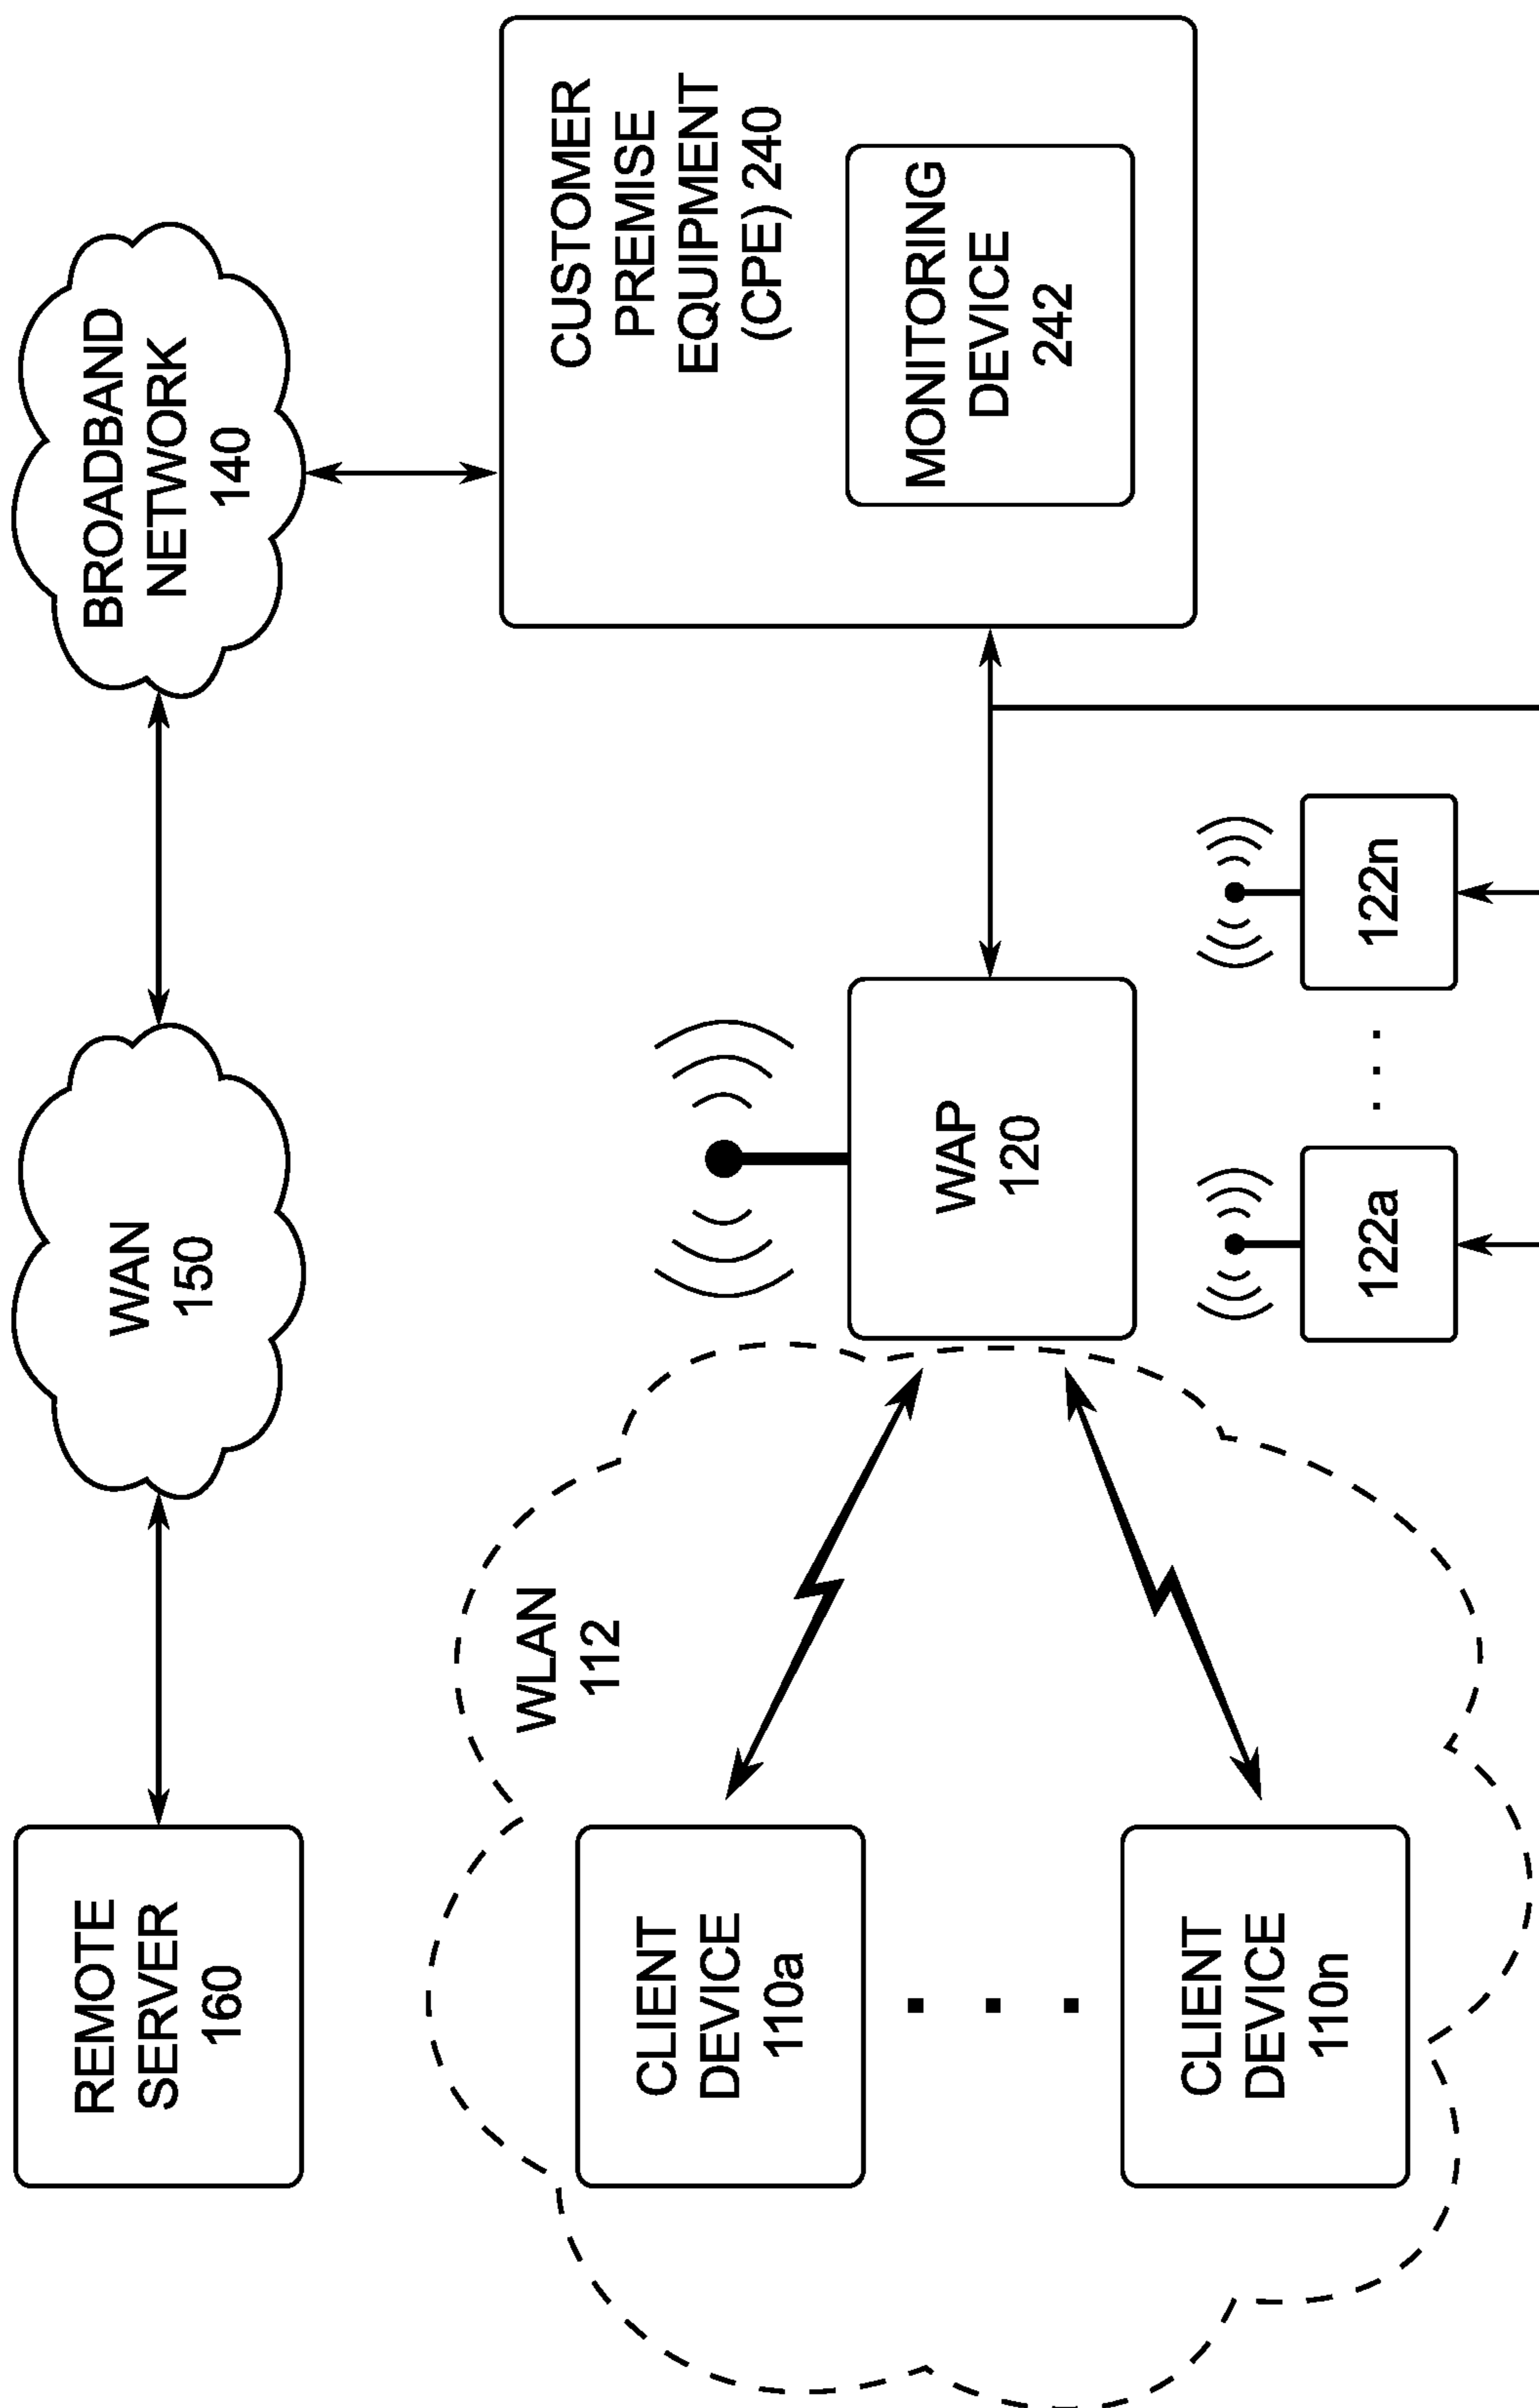 REMOTE
SERVER
160
WAN
150
BROADBAND
NETWORK
140
WLAN
112
CLIENT
DEVICE
110a
CLIENT
DEVICE
110n
WAP
120
CUSTOMER
PREMISE
EQUIPMENT
(CPE) 240
MONITORING
DEVICE
242
122a
122n